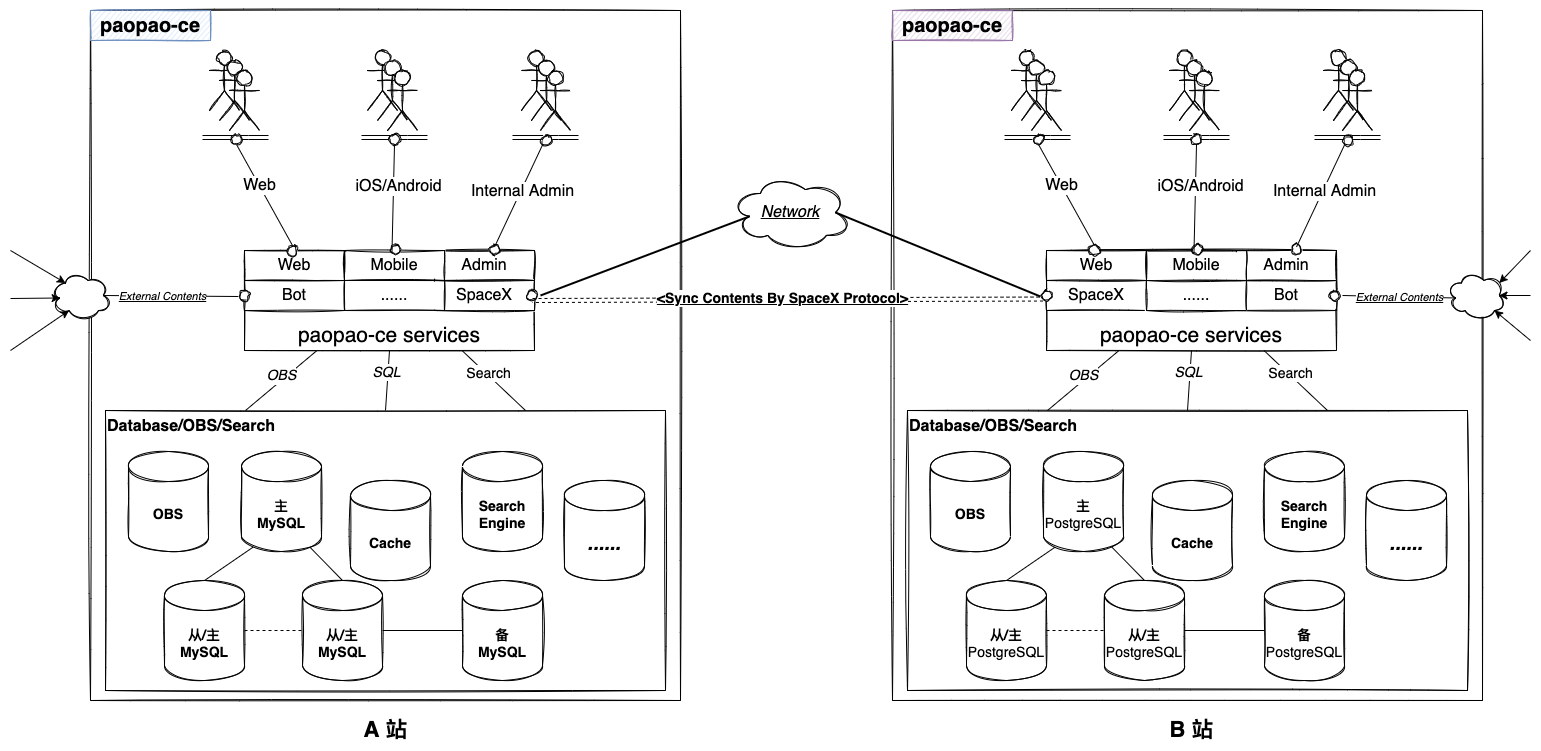 paopao-ce
Web
iOS/Android
Internal Admin
Web
Mobile
Admin
Bot
......
SpaceX
paopao-ce services
External Contents
OBS
SQL
Search
Database/OBS/Search
OBS
主
MySQL
Cache
Search
Engine
......
从/主
MySQL
从/主
MySQL
备
MySQL
A 站
Network
<Sync Contents By SpaceX Protocol>
paopao-ce
Web
iOS/Android
Internal Admin
Web
Mobile
Admin
SpaceX
......
Bot
paopao-ce services
External Contents
OBS
SQL
Search
Database/OBS/Search
OBS
主
PostgreSQL
Cache
Search
Engine
......
从/主
PostgreSQL
从/主
PostgreSQL
备
PostgreSQL
B 站